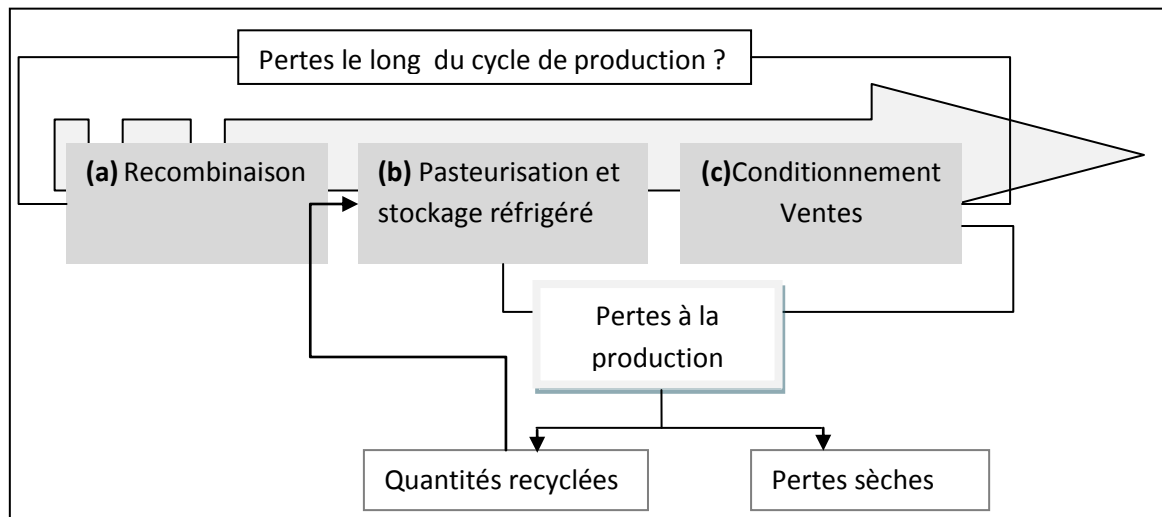 Pertes le long du cycle de production ?
(a) Recombinaison
(b) Pasteurisation et
stockage réfrigéré
(c)Conditionnement
Ventes
Pertes à la
production
Quantités recyclées
Pertes sèches